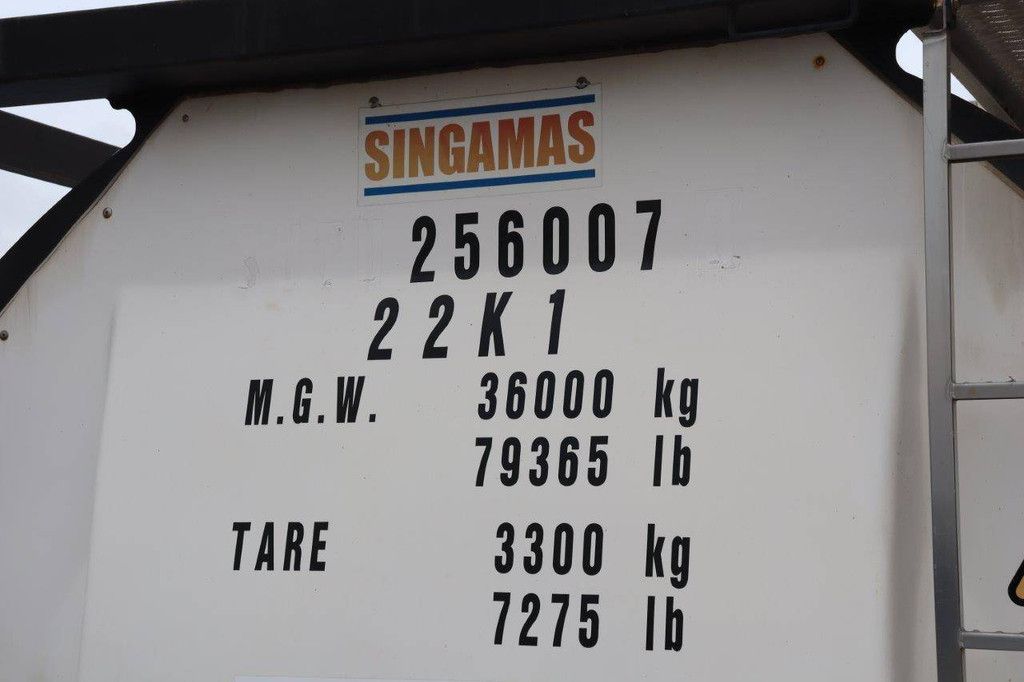 SINGAMAS
256007
22K1
M.G.W. 36000 kg
79365 lb
TARE 3300 kg
7275 lb